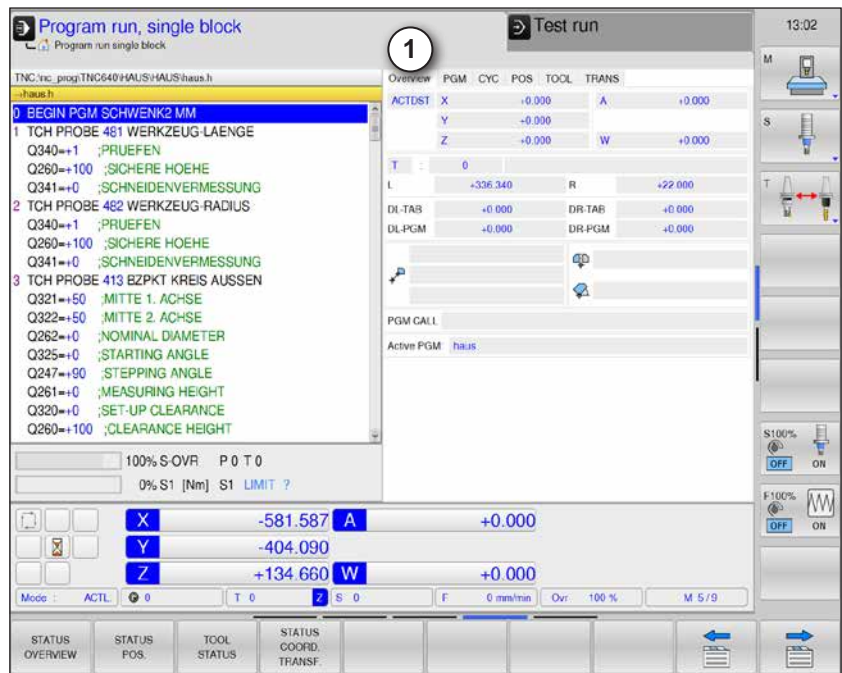 Program run, single block
Program run single block
Test run
13:02
1
TNC:\nc_prog\TNC640\HAUS\HAUS\haus.h
→haus.h
0 BEGIN PGM SCHWENK2 MM
1 TCH PROBE 481 WERKZEUG-LAENGE
Q340=+1 ;PRUEFEN
Q260=+100 ;SICHERE HOEHE
Q341=+0 ;SCHNEIDENVERMESSUNG
2 TCH PROBE 482 WERKZEUG-RADIUS
Q340=+1 ;PRUEFEN
Q260=+100 ;SICHERE HOEHE
Q341=+0 ;SCHNEIDENVERMESSUNG
3 TCH PROBE 413 BZPKT KREIS AUSSEN
Q321=+50 ;MITTE 1. ACHSE
Q322=+50 ;MITTE 2. ACHSE
Q262=+0 ;NOMINAL DIAMETER
Q325=+0 ;STARTING ANGLE
Q247=+90 ;STEPPING ANGLE
Q261=+0 ;MEASURING HEIGHT
Q320=+0 ;SET-UP CLEARANCE
Q260=+100 ;CLEARANCE HEIGHT
Overview PGM CYC POS TOOL TRANS
ACTDST X +0.000 A +0.000
Y +0.000
Z +0.000 W +0.000
T : 0
L +336.340 R +22.000
DL-TAB +0.000 DR-TAB +0.000
DL-PGM +0.000 DR-PGM +0.000
PGM CALL
Active PGM: haus
100% S-OVR P 0 T 0
0% S1 [Nm] S1 LIMIT ?
X -581.587 A +0.000
Y -404.090
Z +134.660 W +0.000
Mode : ACTL. 0 T 0 Z S 0 F 0 mm/min Ovr 100 % M 5/9
STATUS OVERVIEW
STATUS POS.
TOOL STATUS
STATUS COORD. TRANSF.
M
S
T
S100%
OFF ON
F100%
OFF ON